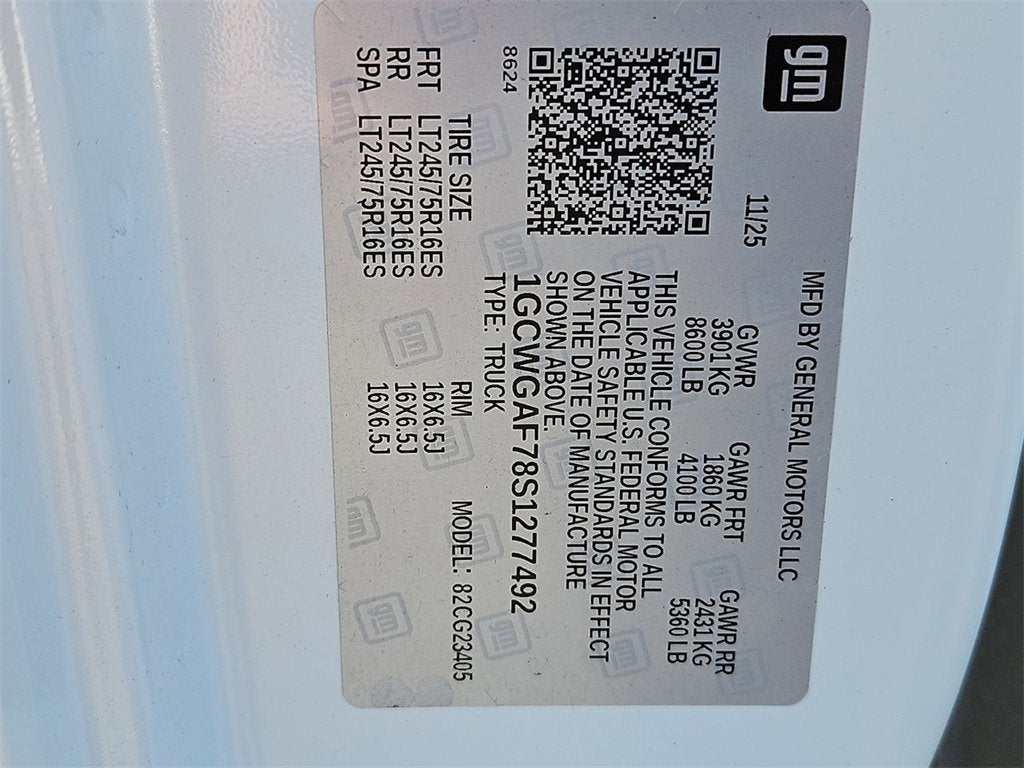 gm
MFD BY GENERAL MOTORS LLC
11/25
GVWR GAWR FRT GAWR RR
3901 KG 1860 KG 2431 KG
8600 LB 4100 LB 5360 LB
THIS VEHICLE CONFORMS TO ALL
APPLICABLE U.S. FEDERAL MOTOR
VEHICLE SAFETY STANDARDS IN EFFECT
ON THE DATE OF MANUFACTURE
SHOWN ABOVE.
1GCWGAF78S1277492
TYPE: TRUCK
8624
MODEL: 82CG23405
TIRE SIZE RIM
FRT LT245/75R16ES 16X6.5J
RR LT245/75R16ES 16X6.5J
SPA LT245/75R16ES 16X6.5J